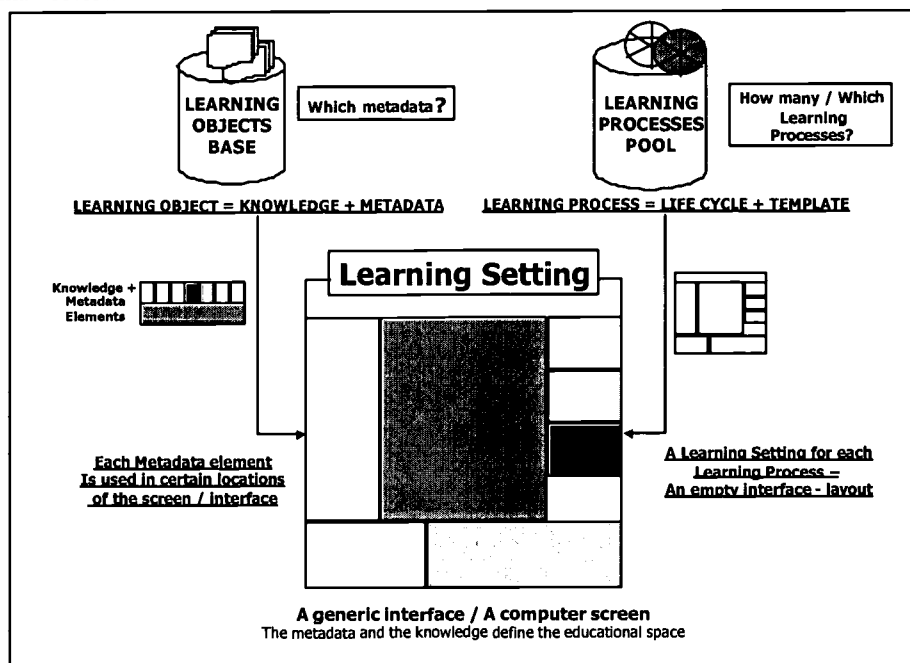 LEARNING
OBJECTS
BASE
Which metadata?
LEARNING
PROCESSES
POOL
How many / Which
Learning
Processes?
LEARNING OBJECT = KNOWLEDGE + METADATA
LEARNING PROCESS = LIFE CYCLE + TEMPLATE
Learning Setting
Knowledge +
Metadata
Elements
Each Metadata element
Is used in certain locations
of the screen / interface
A Learning Setting for each
Learning Process –
An empty interface - layout
A generic interface / A computer screen
The metadata and the knowledge define the educational space